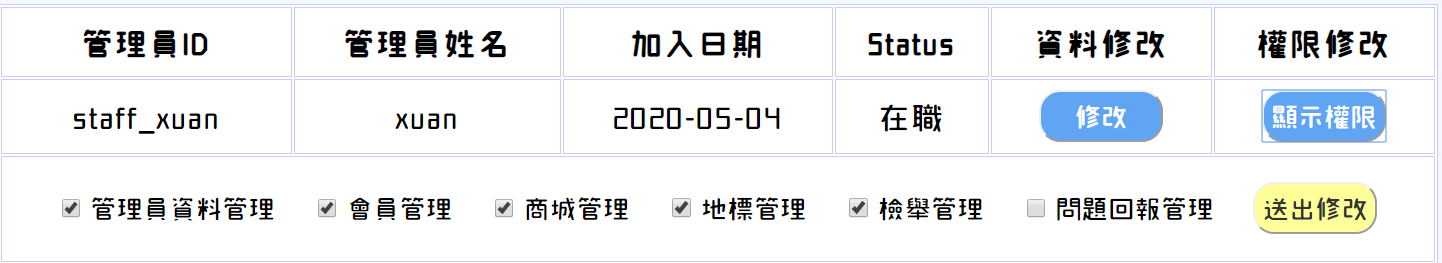 管理員ID 管理員姓名 加入日期 Status 資料修改 權限修改
staff_xuan xuan 2020-05-04 在職 修改 顯示權限
管理員資料管理 會員管理 商城管理 地標管理 檢舉管理 問題回報管理 送出修改